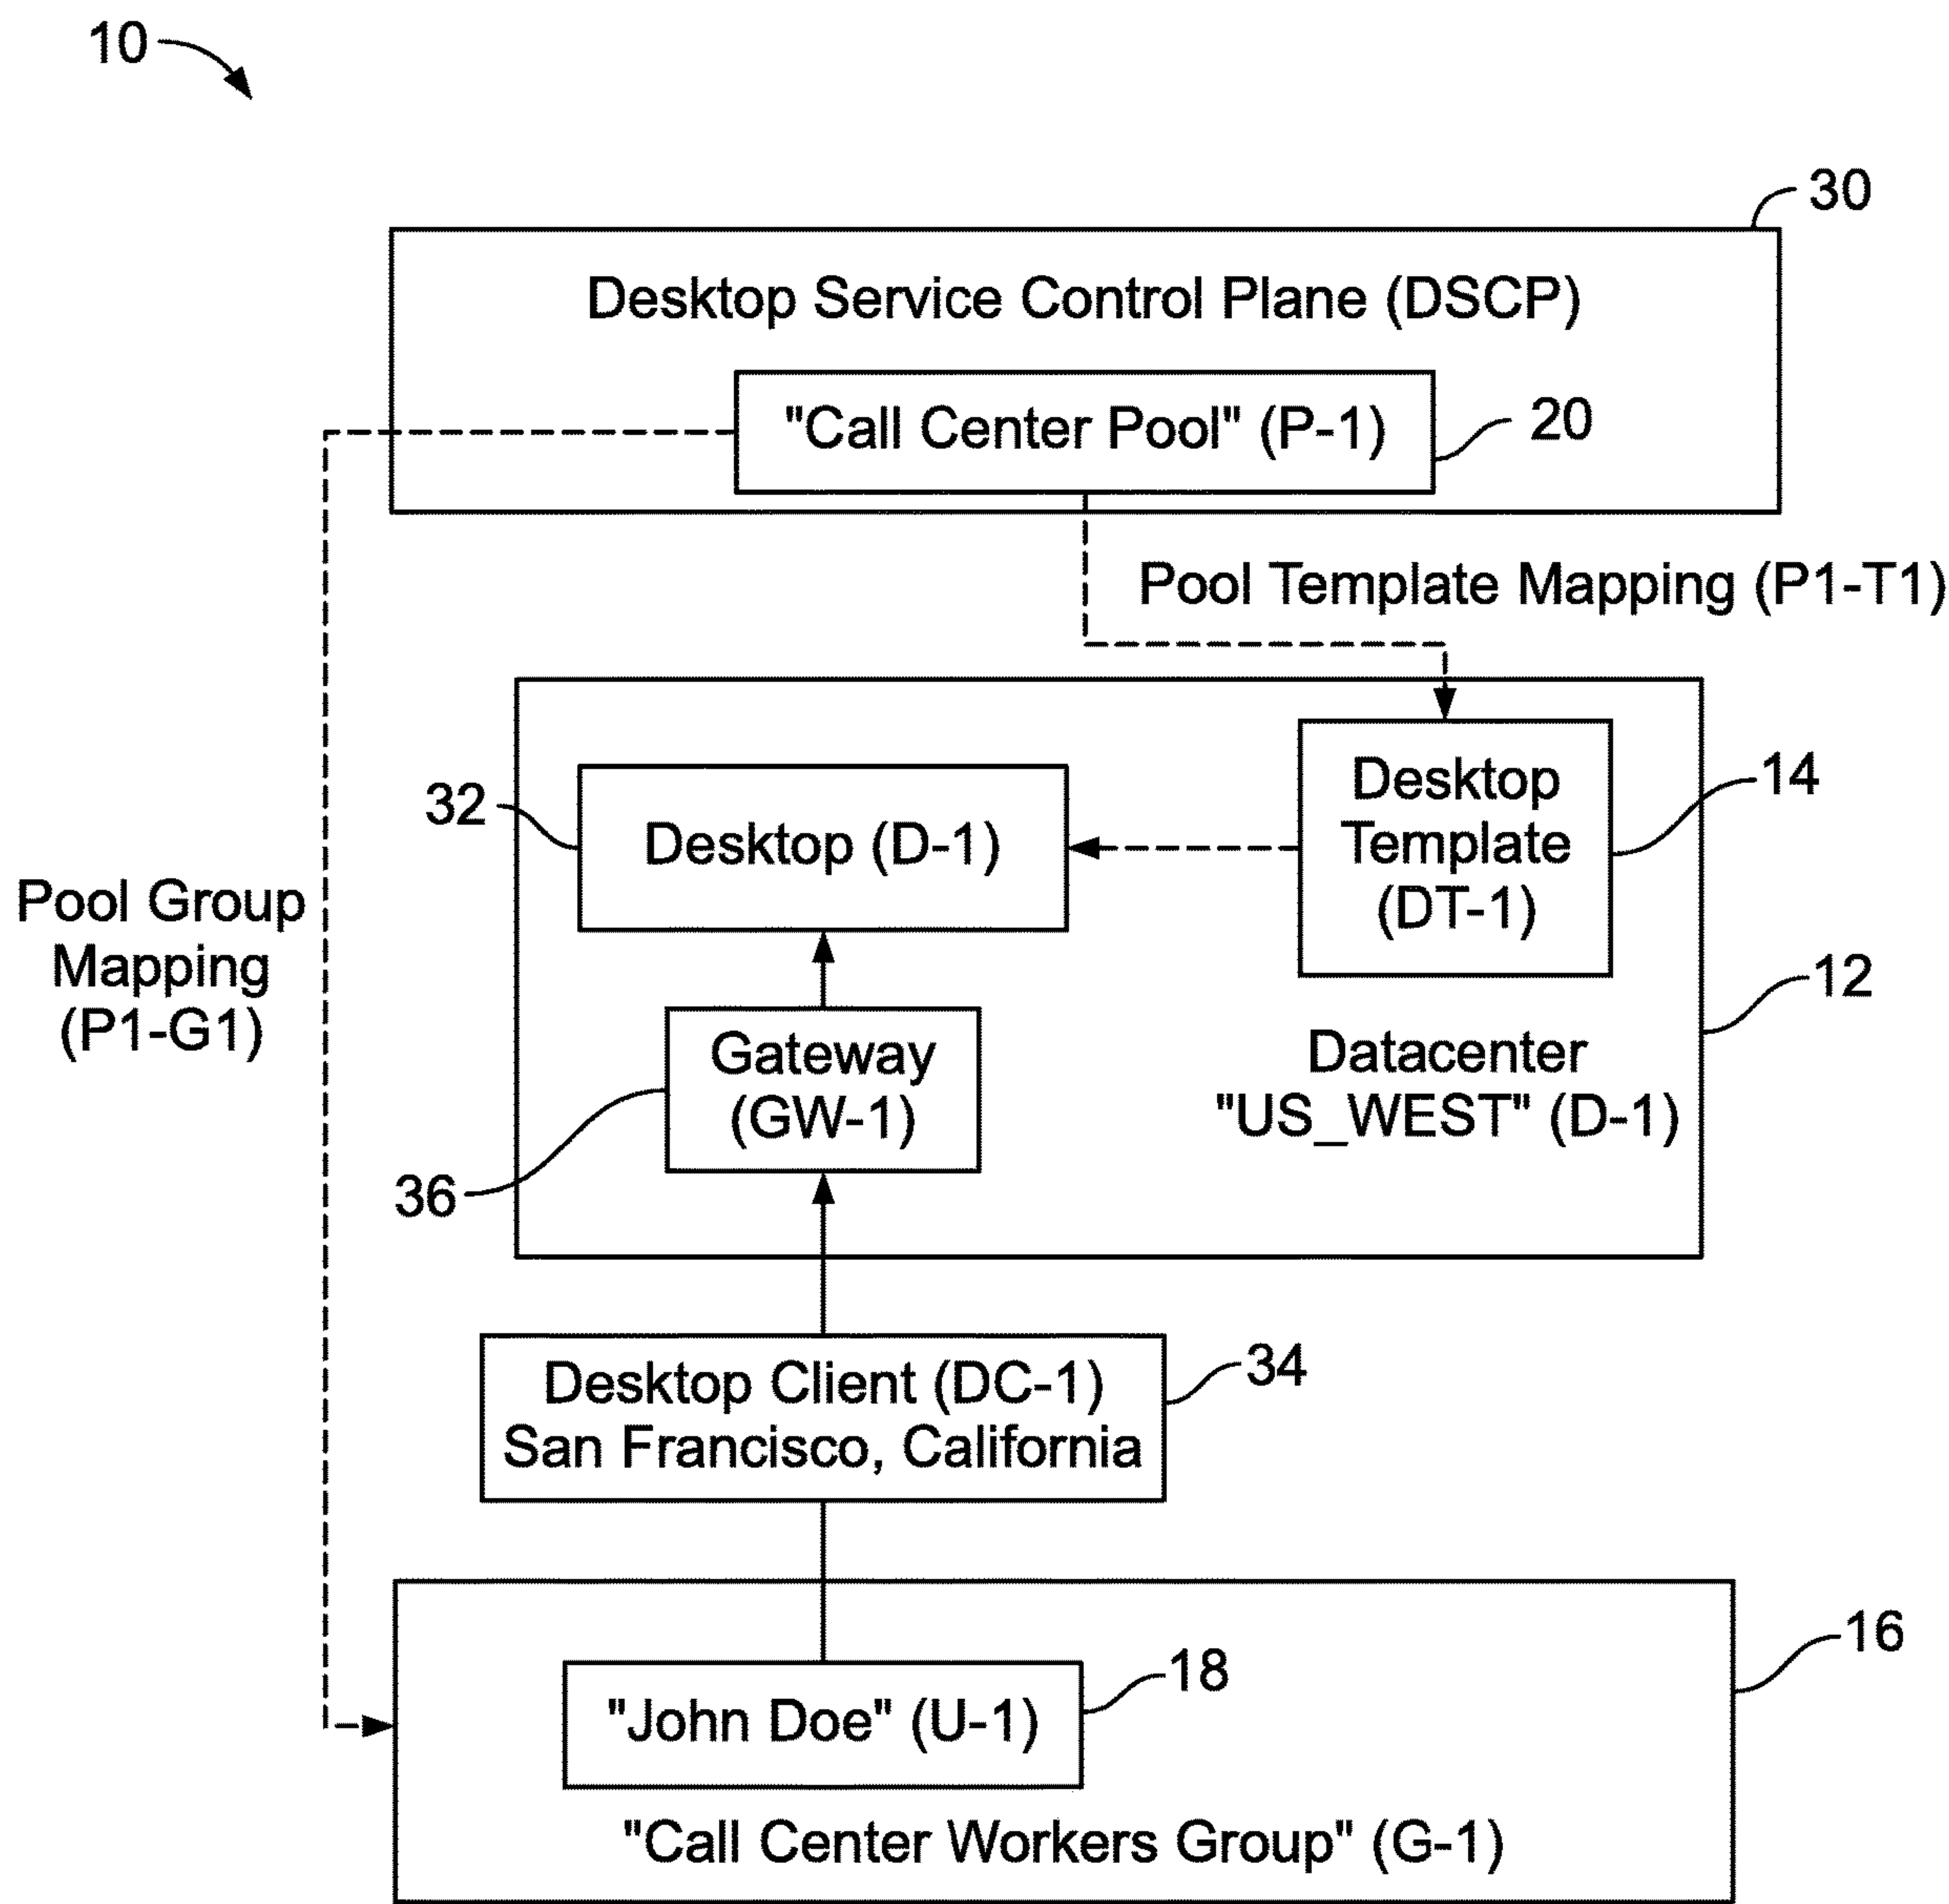 10
30
Desktop Service Control Plane (DSCP)
"Call Center Pool" (P-1)
20
Pool Template Mapping (P1-T1)
32
Desktop (D-1)
Desktop
Template
(DT-1)
14
Pool Group
Mapping
(P1-G1)
12
Gateway
(GW-1)
Datacenter
"US_WEST" (D-1)
36
Desktop Client (DC-1)
San Francisco, California
34
16
"John Doe" (U-1)
18
"Call Center Workers Group" (G-1)